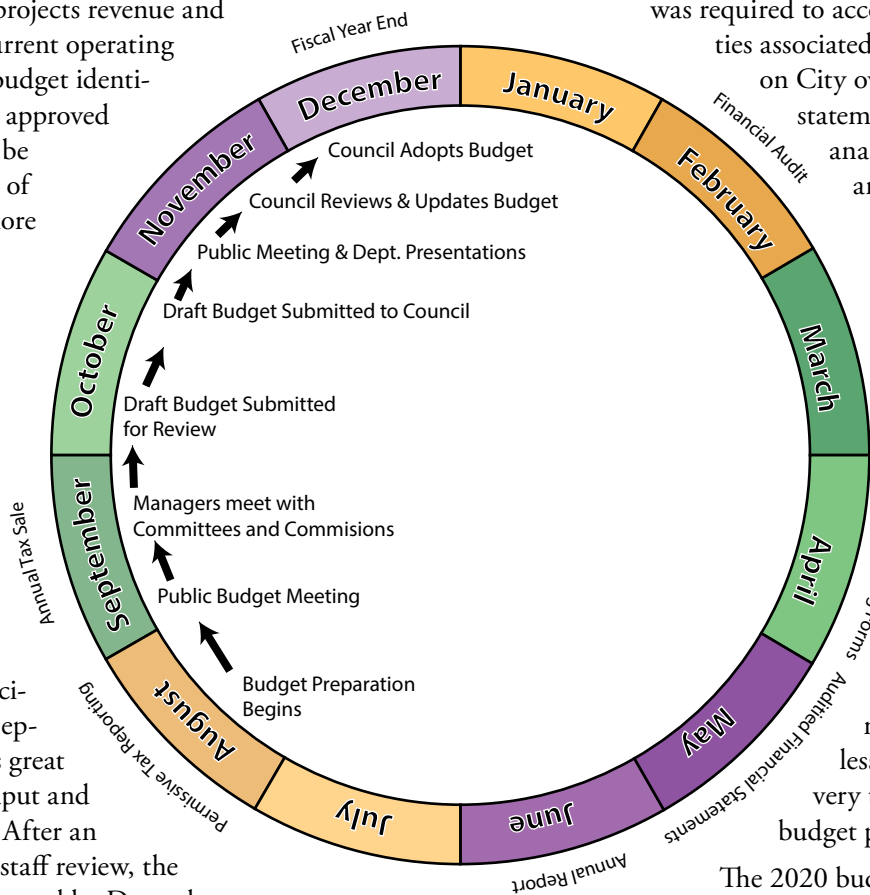 projects revenue and
urrent operating
budget identi-
approved
be
of
ore
was required to acc
ties associated
on City o
statem
ana
a
Fiscal Year End
December
January
Financial Audit
February
March
April
Forms
Audited Financial Statements
May
June
Annual Report
July
August
Permissive Tax Reporting
September
Annual Tax Sale
October
November
Council Adopts Budget
Council Reviews & Updates Budget
Public Meeting & Dept. Presentations
Draft Budget Submitted to Council
Draft Budget Submitted
for Review
Managers meet with
Committees and Commisions
Public Budget Meeting
Budget Preparation
Begins
ci-
ep-
great
put and
After an
staff review, the
les
very
budget p
The 2020 bud